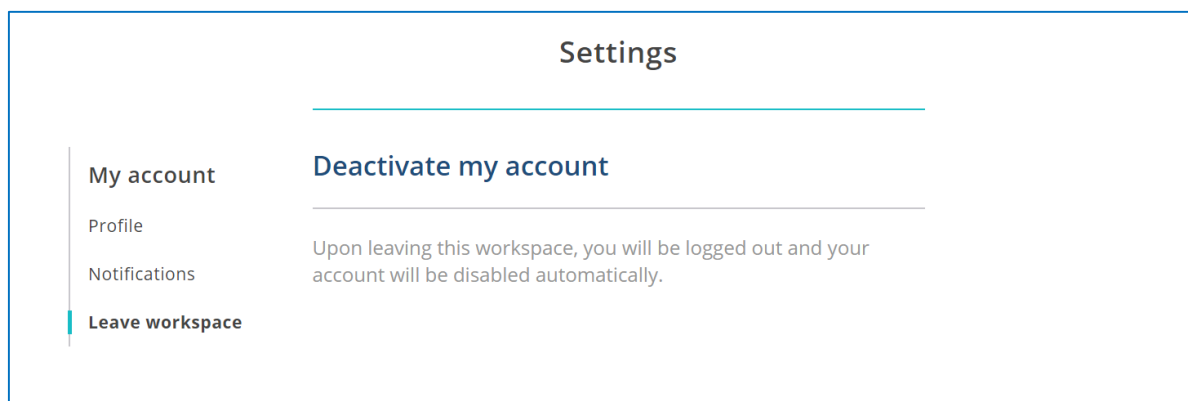 Settings
My account
Profile
Notifications
Leave workspace
Deactivate my account
Upon leaving this workspace, you will be logged out and your
account will be disabled automatically.